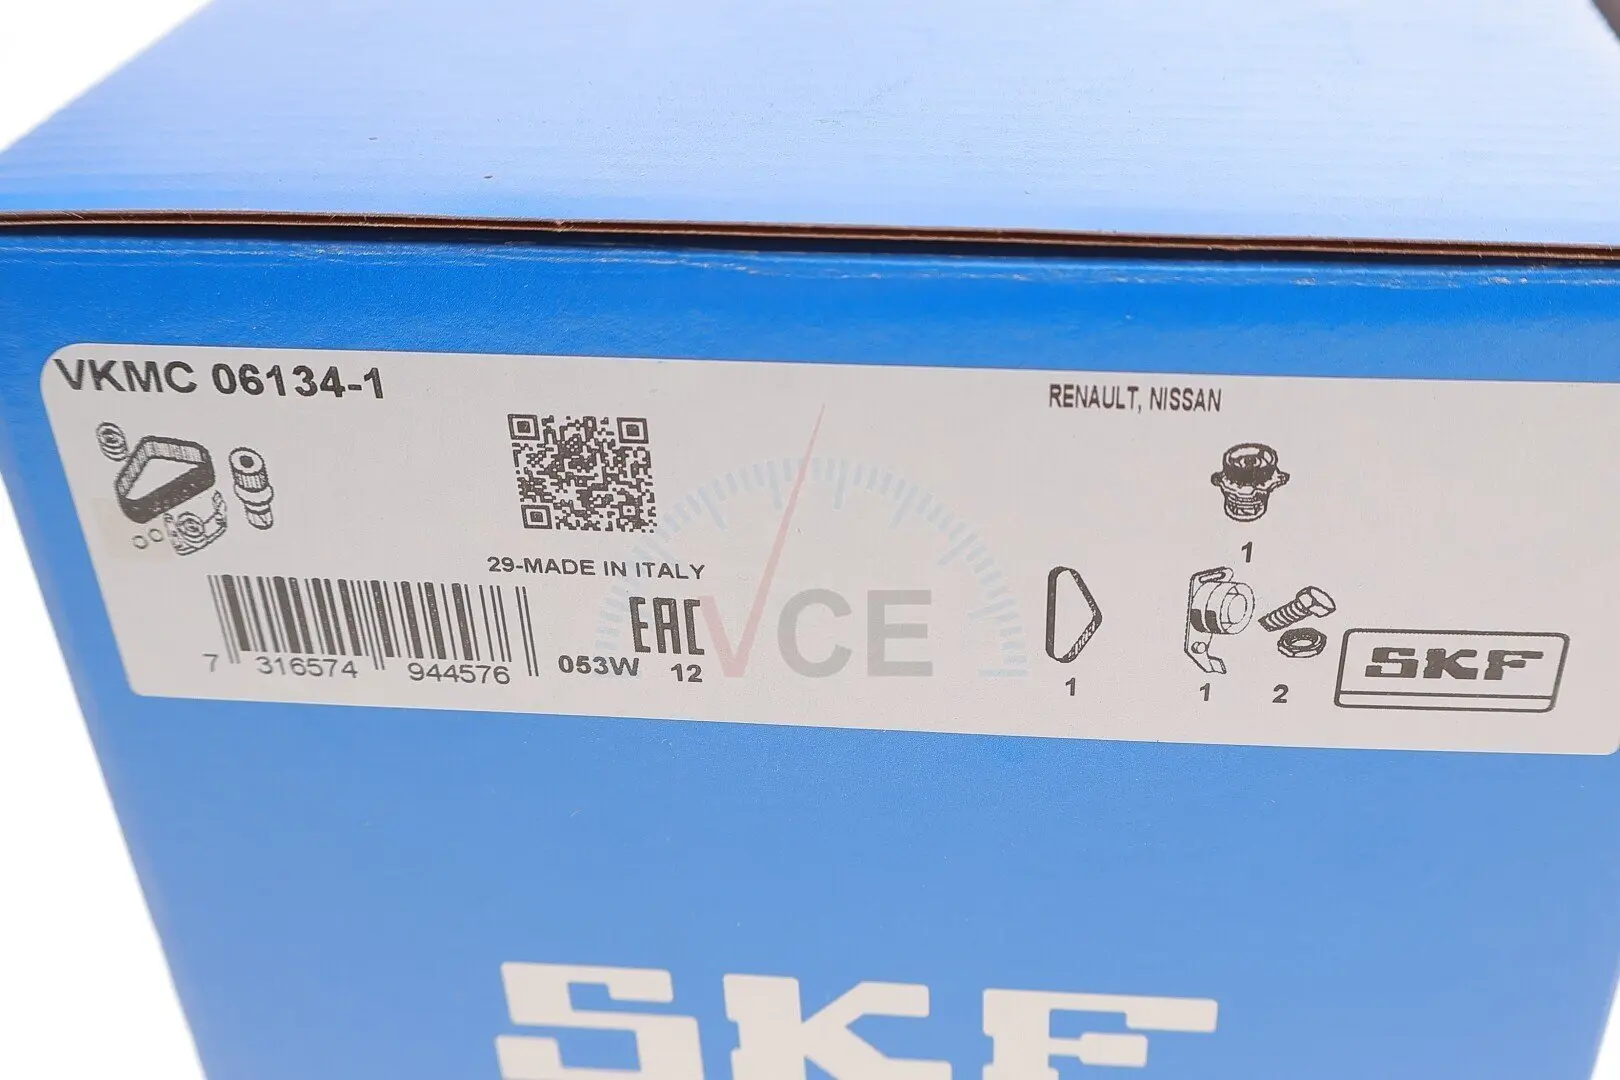 VKMC 06134-1
RENAULT, NISSAN
1
29-MADE IN ITALY
EAC
VCE
7 316574 944576
053W
12
1
1
2
SKF
SKF